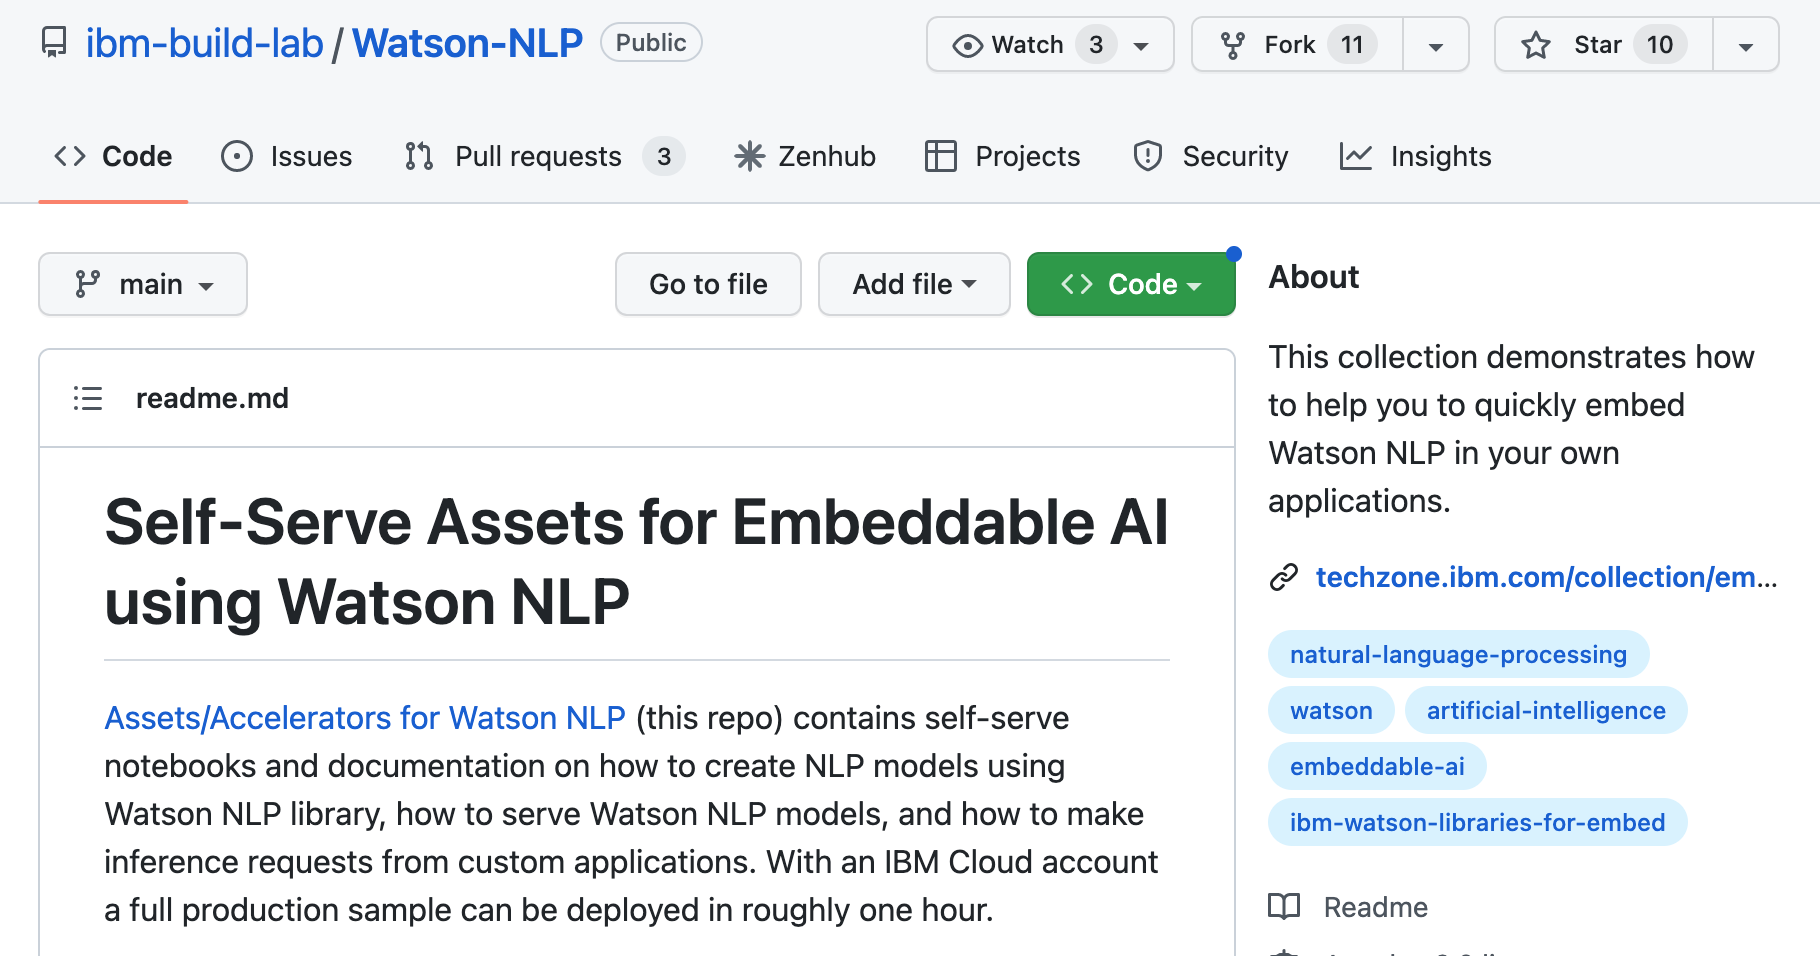 ibm-build-lab / Watson-NLP Public Watch 3 Fork 11 Star 10
Code Issues Pull requests 3 Zenhub Projects Security Insights
main Go to file Add file Code
readme.md
Self-Serve Assets for Embeddable AI
using Watson NLP
Assets/Accelerators for Watson NLP (this repo) contains self-serve
notebooks and documentation on how to create NLP models using
Watson NLP library, how to serve Watson NLP models, and how to make
inference requests from custom applications. With an IBM Cloud account
a full production sample can be deployed in roughly one hour.
About
This collection demonstrates how
to help you to quickly embed
Watson NLP in your own
applications.
techzone.ibm.com/collection/em...
natural-language-processing
watson artificial-intelligence
embeddable-ai
ibm-watson-libraries-for-embed
Readme